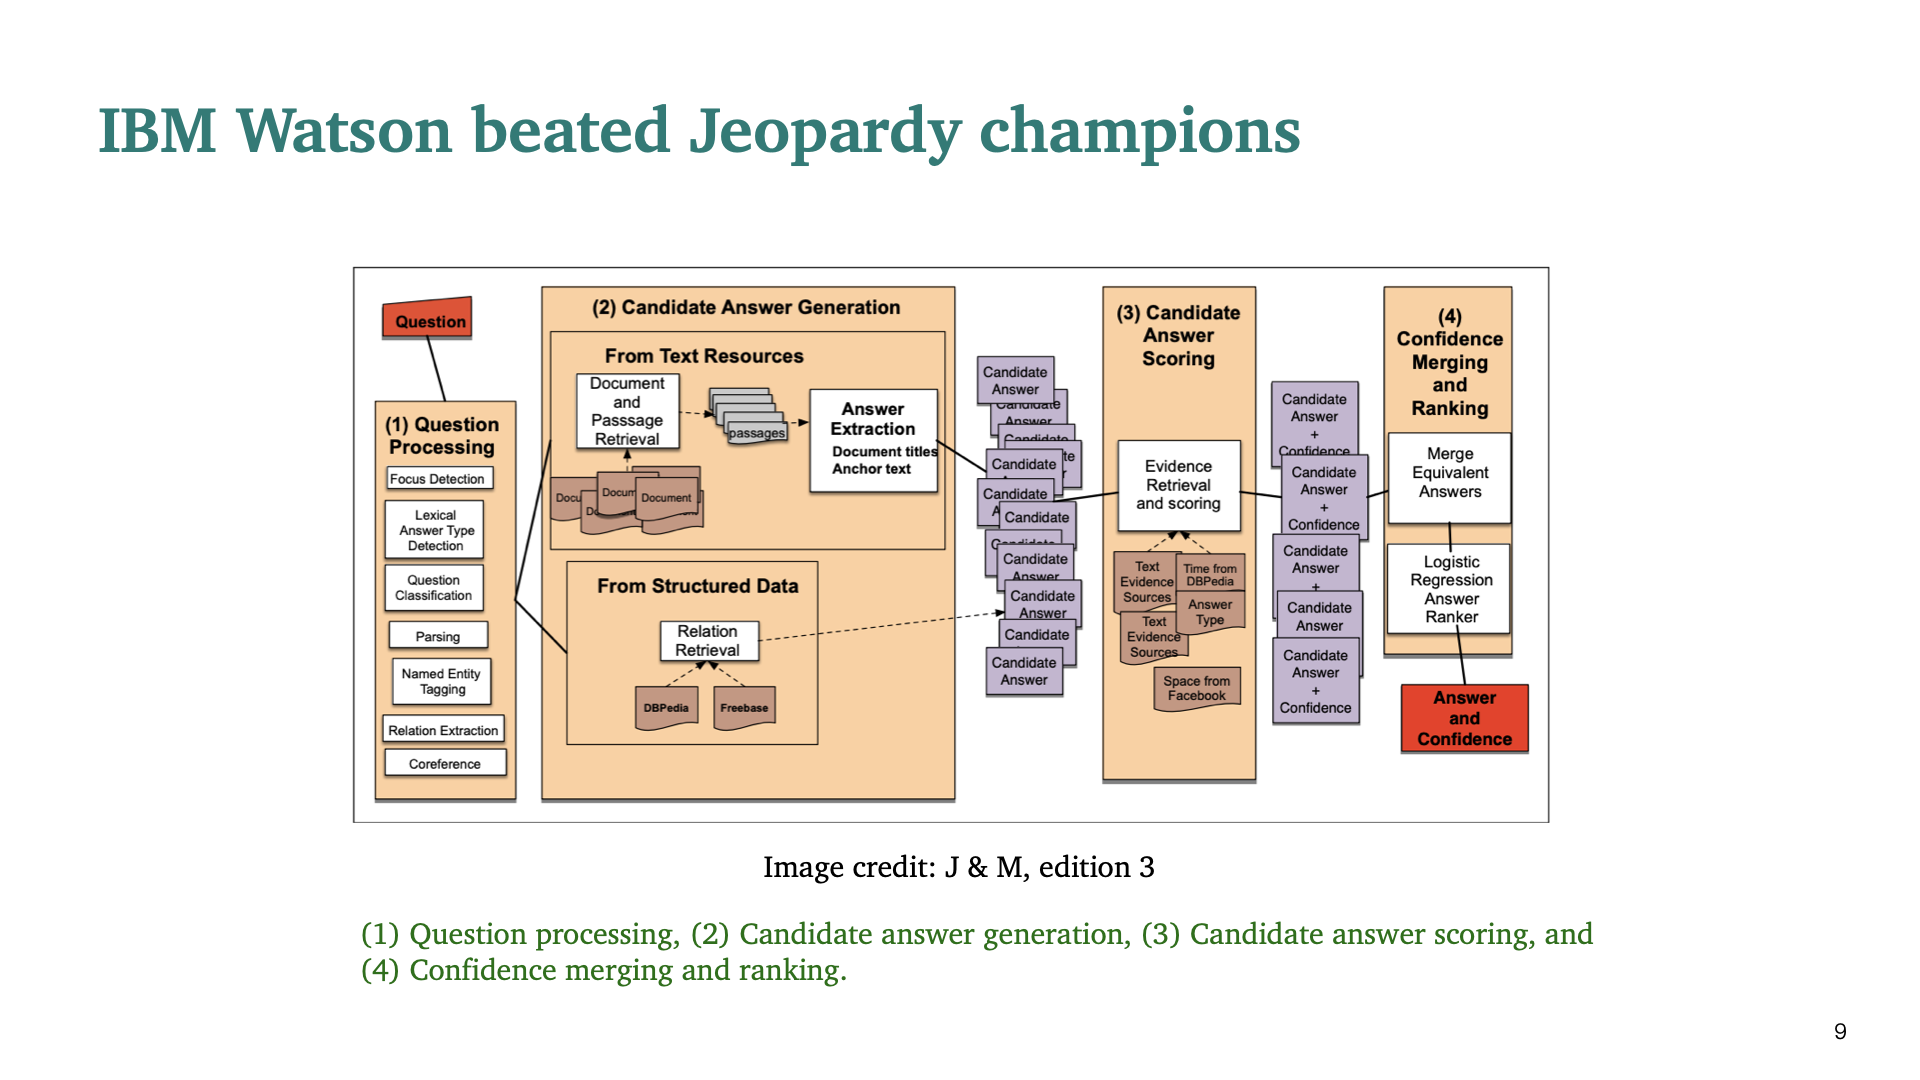 IBM Watson beated Jeopardy champions
Question
(1) Question
Processing
Focus Detection
Lexical
Answer Type
Detection
Question
Classification
Parsing
Named Entity
Tagging
Relation Extraction
Coreference
(2) Candidate Answer Generation
From Text Resources
Document
and
Passsage
Retrieval
passages
Answer
Extraction
Document titles
Anchor text
Document
From Structured Data
Relation
Retrieval
DBPedia
Freebase
Candidate
Answer
Candidate
Answer
Candidate
Candidate
Candidate
Candidate
Candidate
Candidate
Answer
Candidate
Answer
Candidate
Candidate
Answer
(3) Candidate
Answer
Scoring
Evidence
Retrieval
and scoring
Text
Evidence
Sources
Time from
DBPedia
Answer
Type
Text
Evidence
Sources
Space from
Facebook
Candidate
Answer
+
Confidence
Candidate
Answer
+
Confidence
Candidate
Answer
+
Candidate
Answer
Candidate
Answer
+
Confidence
(4)
Confidence
Merging
and
Ranking
Merge
Equivalent
Answers
Logistic
Regression
Answer
Ranker
Answer
and
Confidence
Image credit: J & M, edition 3
(1) Question processing, (2) Candidate answer generation, (3) Candidate answer scoring, and
(4) Confidence merging and ranking.
9